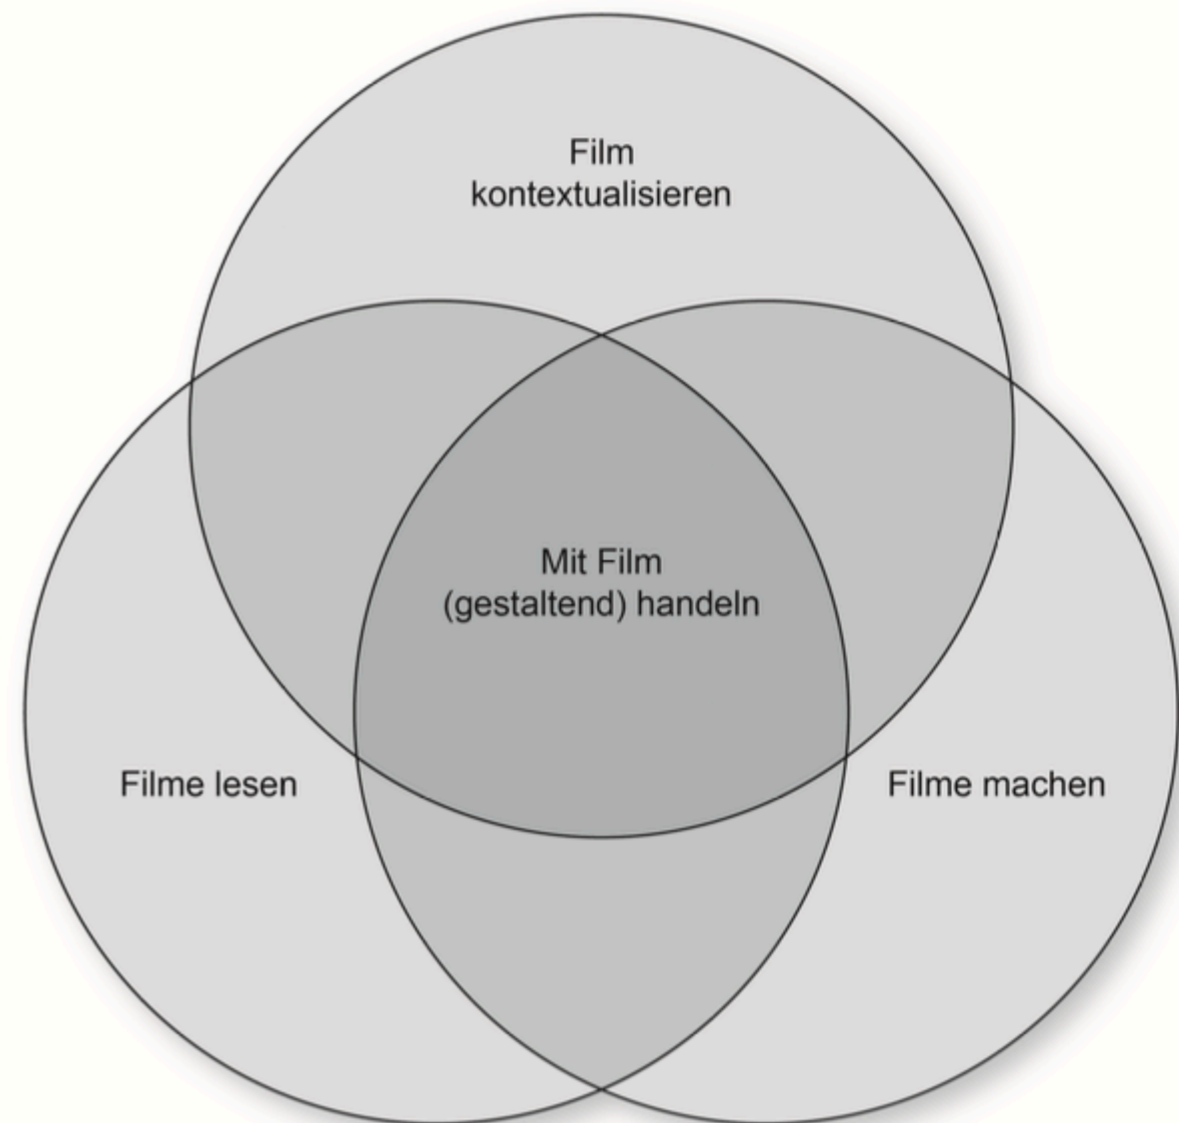 Film
kontextualisieren
Mit Film
(gestaltend) handeln
Filme lesen
Filme machen